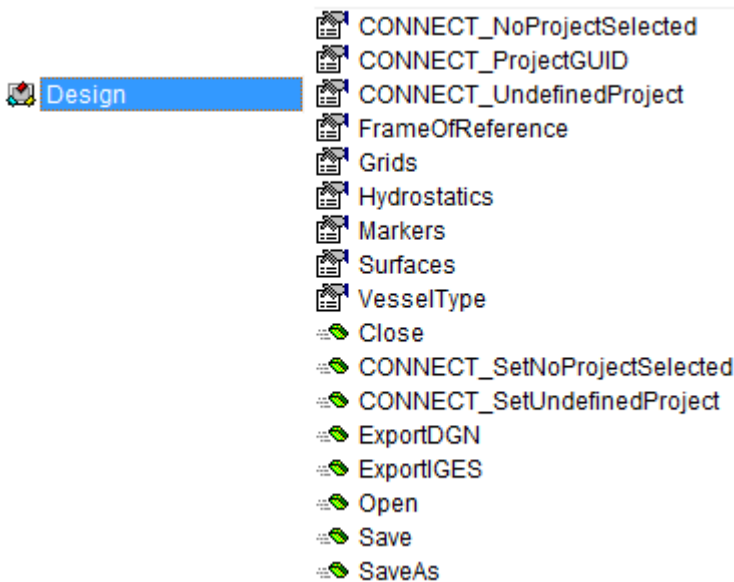 CONNECT_NoProjectSelected
CONNECT_ProjectGUID
Design
CONNECT_UndefinedProject
FrameOfReference
Grids
Hydrostatics
Markers
Surfaces
VesselType
Close
CONNECT_SetNoProjectSelected
CONNECT_SetUndefinedProject
ExportDGN
ExportIGES
Open
Save
SaveAs